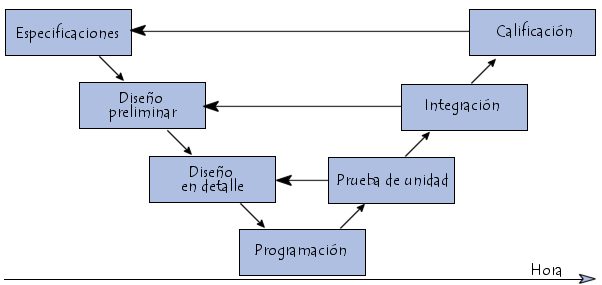 Especificaciones
Calificación
Diseño
preliminar
Integración
Diseño
en detalle
Prueba de unidad
Programación
Hora